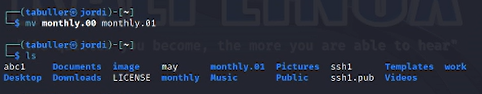 ┌──(tabuller㉿jordi)-[~]
└─$ mv monthly.00 monthly.01
┌──(tabuller㉿jordi)-[~]
└─$ ls
abc1 Documents image may monthly.01 Pictures ssh1 Templates work
Desktop Downloads LICENSE monthly Music Public ssh1.pub Videos